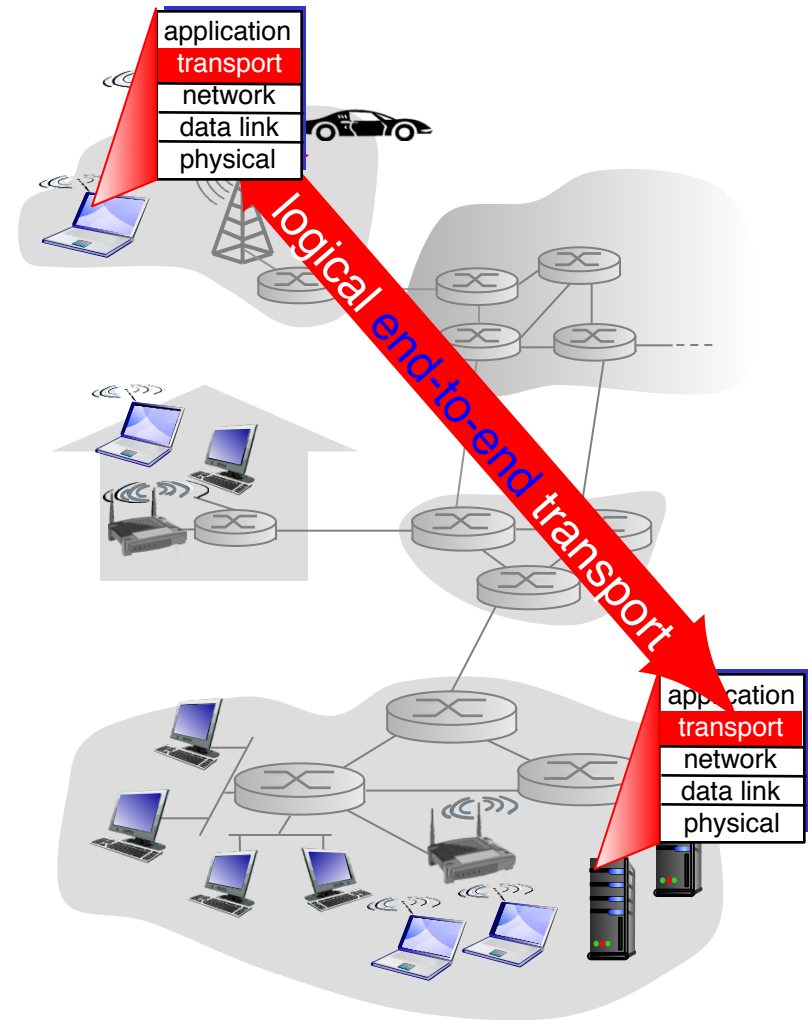 application
transport
network
data link
physical
logical end-to-end transport
application
transport
network
data link
physical